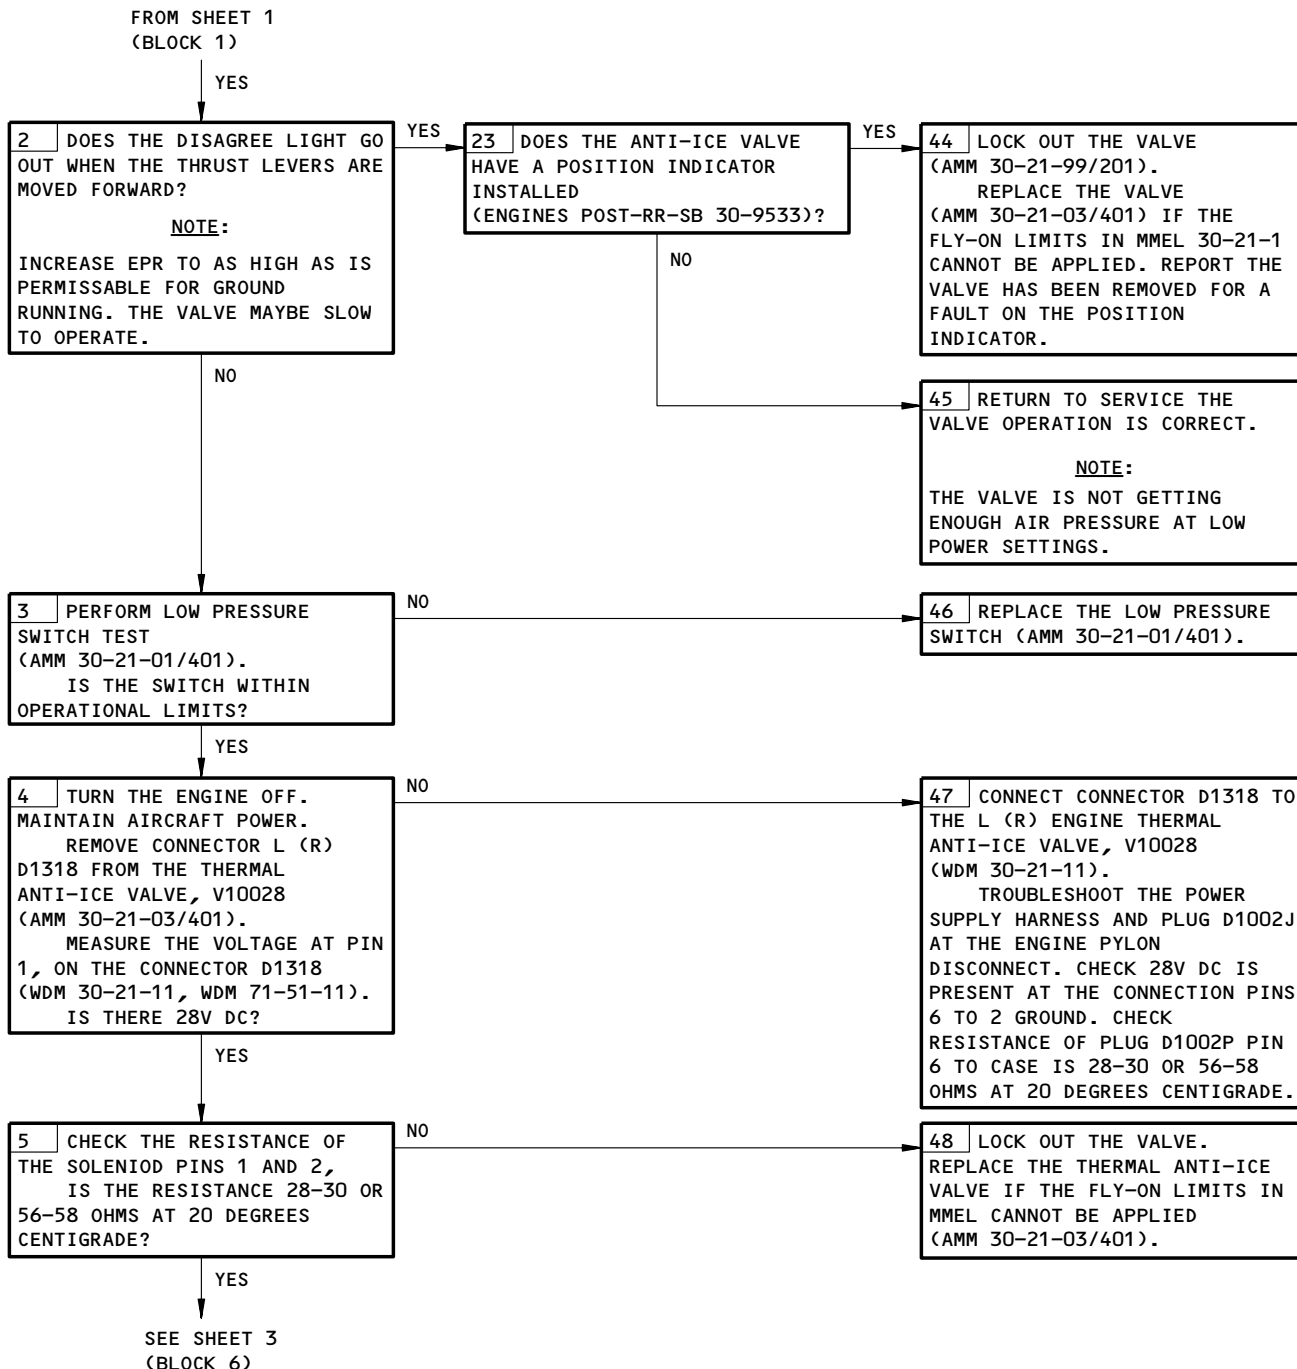 FROM SHEET 1
(BLOCK 1)
YES
2 DOES THE DISAGREE LIGHT GO
OUT WHEN THE THRUST LEVERS ARE
MOVED FORWARD?
NOTE:
INCREASE EPR TO AS HIGH AS IS
PERMISSABLE FOR GROUND
RUNNING. THE VALVE MAYBE SLOW
TO OPERATE.
YES
23 DOES THE ANTI-ICE VALVE
HAVE A POSITION INDICATOR
INSTALLED
(ENGINES POST-RR-SB 30-9533)?
YES
44 LOCK OUT THE VALVE
(AMM 30-21-99/201).
REPLACE THE VALVE
(AMM 30-21-03/401) IF THE
FLY-ON LIMITS IN MMEL 30-21-1
CANNOT BE APPLIED. REPORT THE
VALVE HAS BEEN REMOVED FOR A
FAULT ON THE POSITION
INDICATOR.
NO
45 RETURN TO SERVICE THE
VALVE OPERATION IS CORRECT.
NOTE:
THE VALVE IS NOT GETTING
ENOUGH AIR PRESSURE AT LOW
POWER SETTINGS.
NO
3 PERFORM LOW PRESSURE
SWITCH TEST
(AMM 30-21-01/401).
IS THE SWITCH WITHIN
OPERATIONAL LIMITS?
NO
46 REPLACE THE LOW PRESSURE
SWITCH (AMM 30-21-01/401).
YES
4 TURN THE ENGINE OFF.
MAINTAIN AIRCRAFT POWER.
REMOVE CONNECTOR L (R)
D1318 FROM THE THERMAL
ANTI-ICE VALVE, V10028
(AMM 30-21-03/401).
MEASURE THE VOLTAGE AT PIN
1, ON THE CONNECTOR D1318
(WDM 30-21-11, WDM 71-51-11).
IS THERE 28V DC?
NO
47 CONNECT CONNECTOR D1318 TO
THE L (R) ENGINE THERMAL
ANTI-ICE VALVE, V10028
(WDM 30-21-11).
TROUBLESHOOT THE POWER
SUPPLY HARNESS AND PLUG D1002J
AT THE ENGINE PYLON
DISCONNECT. CHECK 28V DC IS
PRESENT AT THE CONNECTION PINS
6 TO 2 GROUND. CHECK
RESISTANCE OF PLUG D1002P PIN
6 TO CASE IS 28-30 OR 56-58
OHMS AT 20 DEGREES CENTIGRADE.
YES
5 CHECK THE RESISTANCE OF
THE SOLENIOD PINS 1 AND 2,
IS THE RESISTANCE 28-30 OR
56-58 OHMS AT 20 DEGREES
CENTIGRADE?
NO
48 LOCK OUT THE VALVE.
REPLACE THE THERMAL ANTI-ICE
VALVE IF THE FLY-ON LIMITS IN
MMEL CANNOT BE APPLIED
(AMM 30-21-03/401).
YES
SEE SHEET 3
(BLOCK 6)